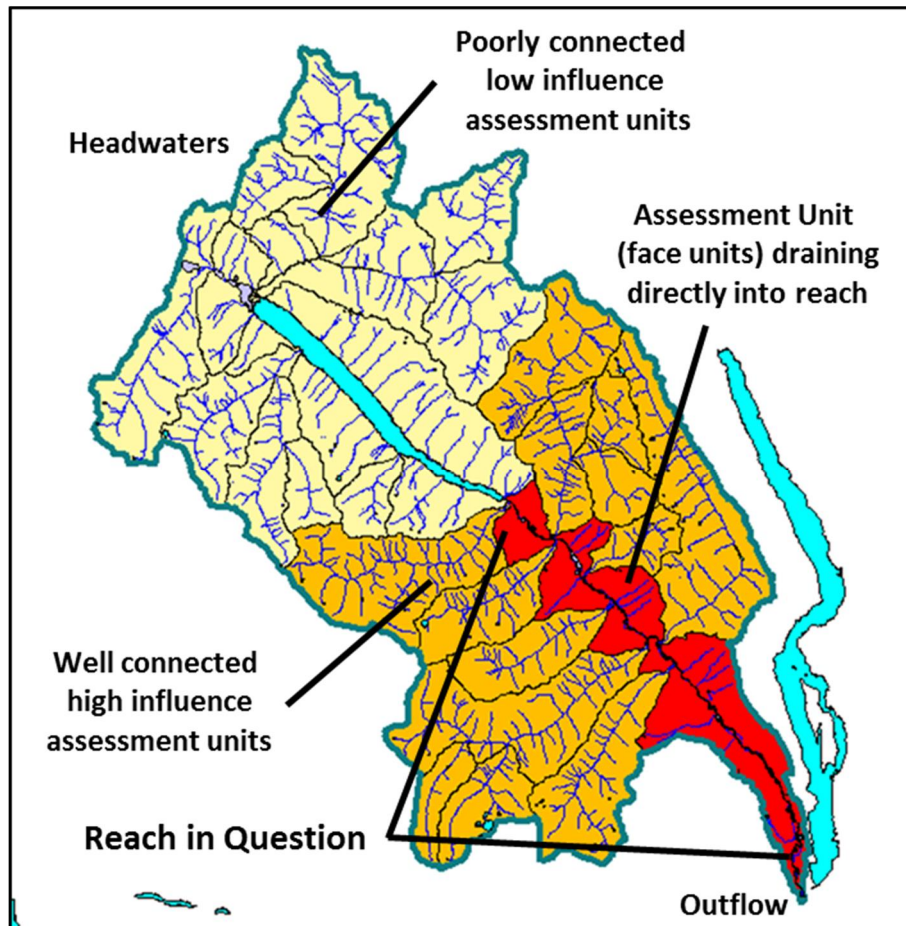 Poorly connected
low influence
assessment units
Headwaters
Assessment Unit
(face units) draining
directly into reach
Well connected
high influence
assessment units
Reach in Question
Outflow